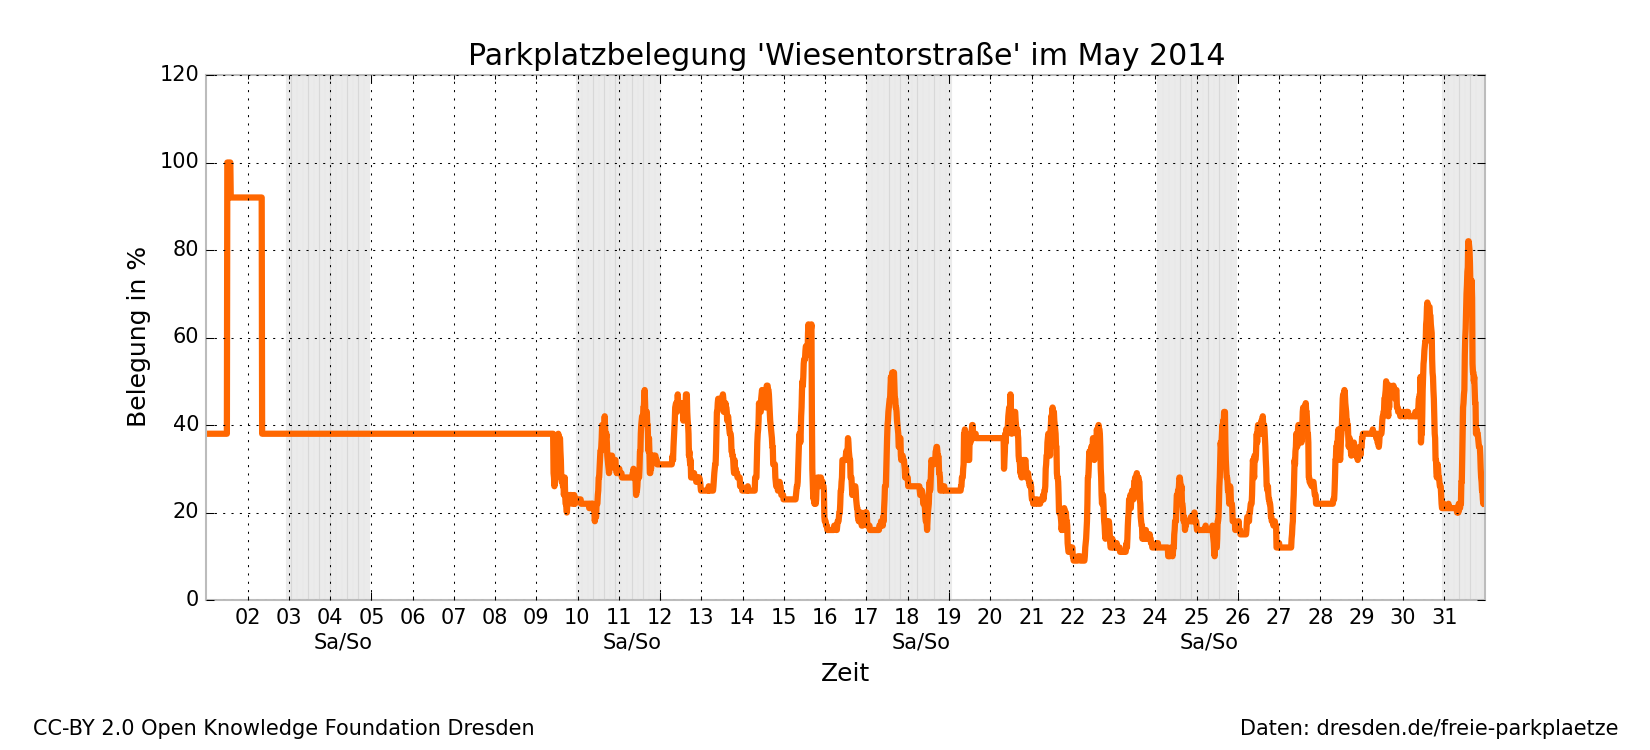 Parkplatzbelegung 'Wiesentorstraße' im May 2014
120
100
80
60
40
20
0
Belegung in %
02 03 04 05 06 07 08 09 10 11 12 13 14 15 16 17 18 19 20 21 22 23 24 25 26 27 28 29 30 31
Sa/So Sa/So Sa/So Sa/So
Zeit
CC-BY 2.0 Open Knowledge Foundation Dresden
Daten: dresden.de/freie-parkplaetze